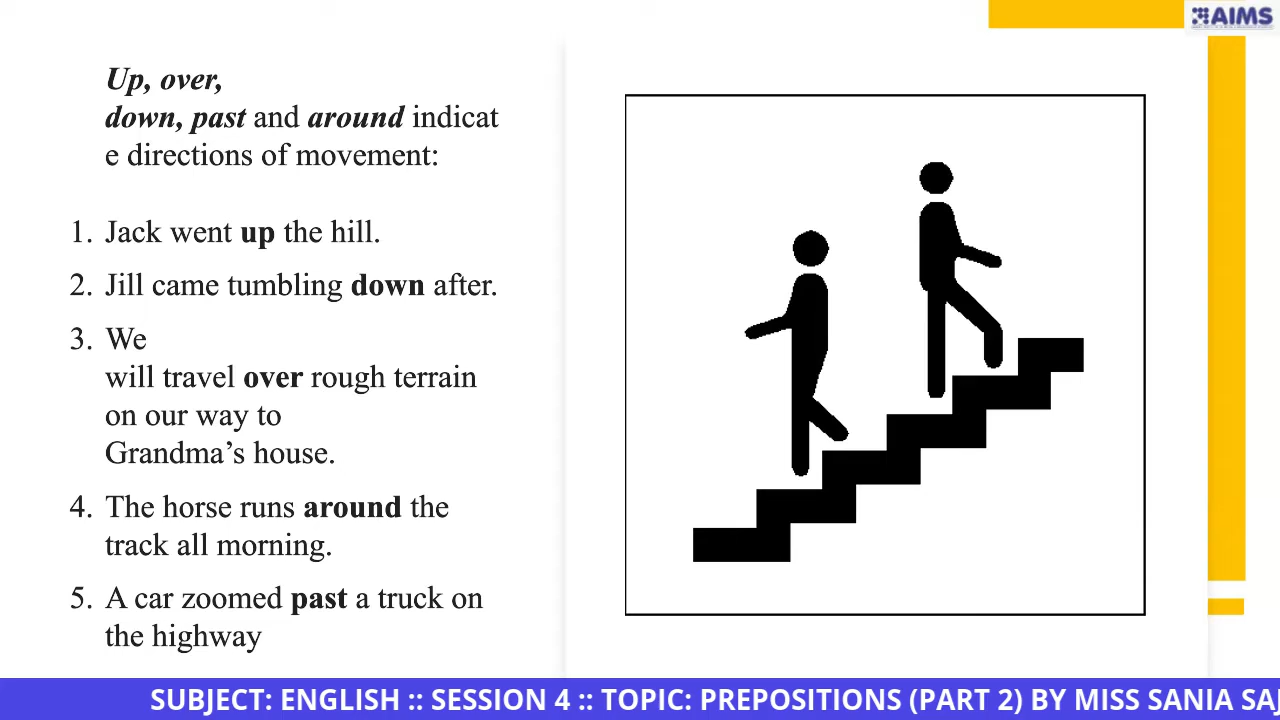 AIMS
Up, over,
down, past and around indicat
e directions of movement:
1. Jack went up the hill.
2. Jill came tumbling down after.
3. We
will travel over rough terrain
on our way to
Grandma’s house.
4. The horse runs around the
track all morning.
5. A car zoomed past a truck on
the highway
SUBJECT: ENGLISH :: SESSION 4 :: TOPIC: PREPOSITIONS (PART 2) BY MISS SANIA SAJ